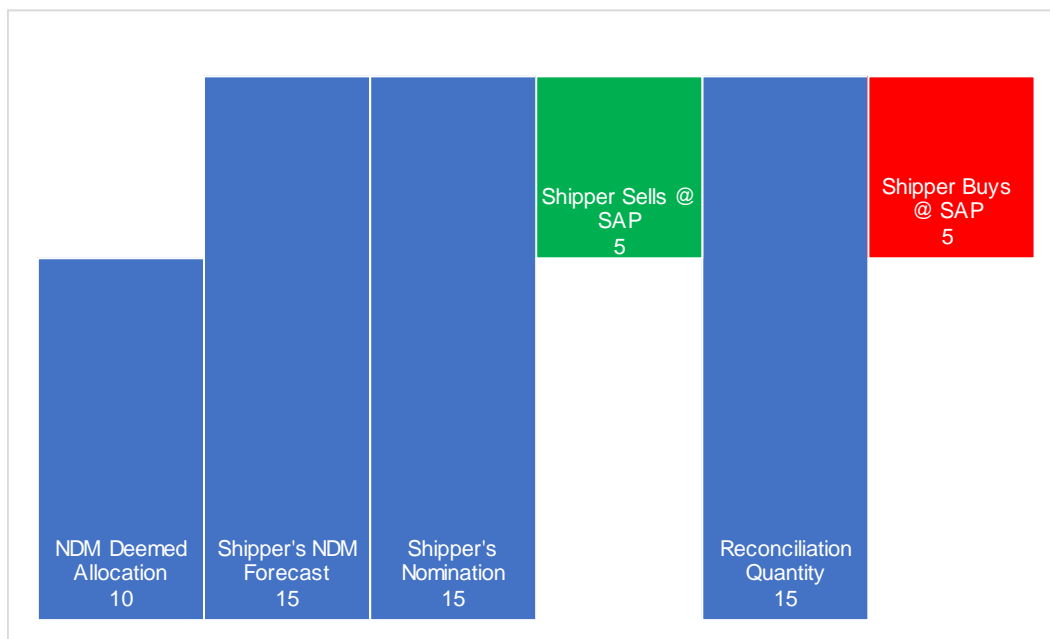 NDM Deemed
Allocation
10
Shipper's NDM
Forecast
15
Shipper's
Nomination
15
Shipper Sells @
SAP
5
Reconciliation
Quantity
15
Shipper Buys
@ SAP
5